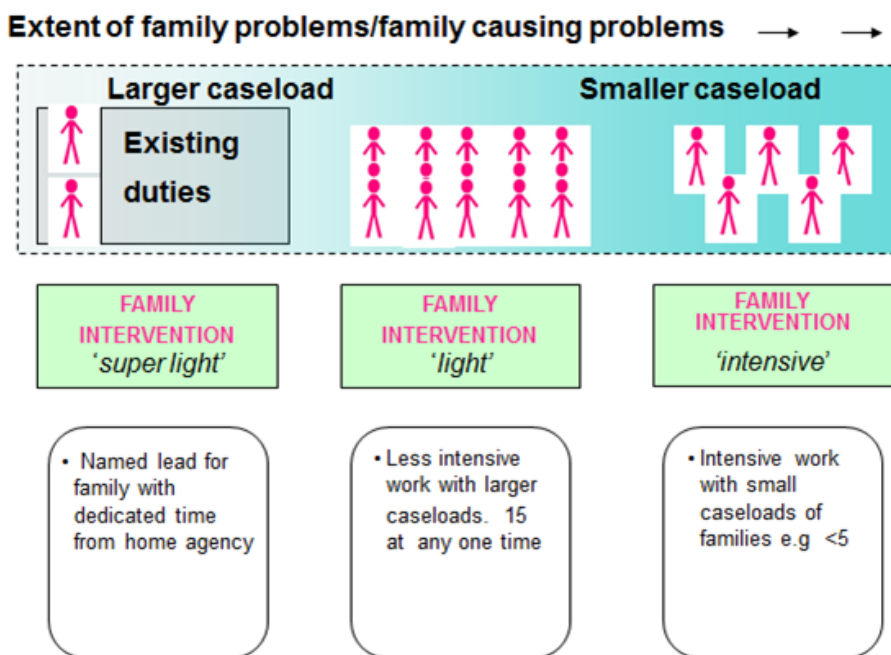 Extent of family problems/family causing problems
Larger caseload
Smaller caseload
Existing
duties
FAMILY
INTERVENTION
'super light'
FAMILY
INTERVENTION
'light'
FAMILY
INTERVENTION
'intensive'
• Named lead for
family with
dedicated time
from home agency
• Less intensive
work with larger
caseloads. 15
at any one time
• Intensive work
with small
caseloads of
families e.g <5